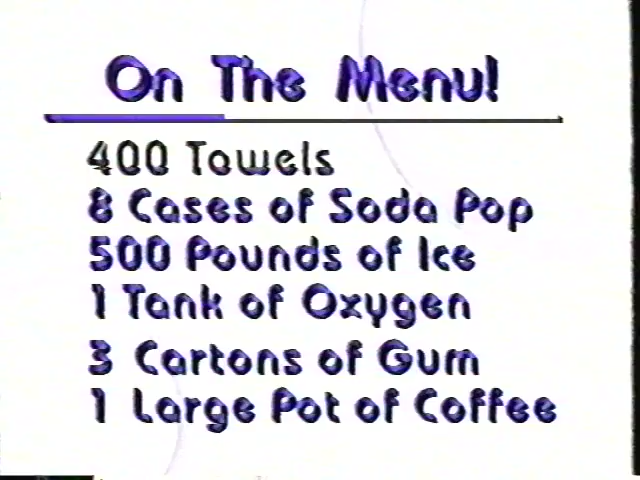 On The Menu!
400 Towels
8 Cases of Soda Pop
500 Pounds of Ice
1 Tank of Oxygen
3 Cartons of Gum
1 Large Pot of Coffee